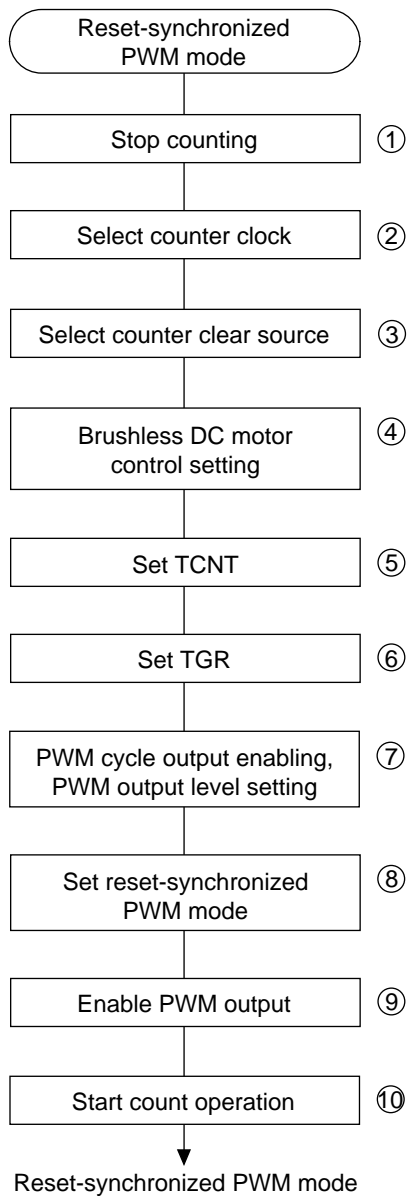 Reset-synchronized
PWM mode
Stop counting
①
Select counter clock
②
Select counter clear source
③
Brushless DC motor
control setting
④
Set TCNT
⑤
Set TGR
⑥
PWM cycle output enabling,
PWM output level setting
⑦
Set reset-synchronized
PWM mode
⑧
Enable PWM output
⑨
Start count operation
⑩
Reset-synchronized PWM mode